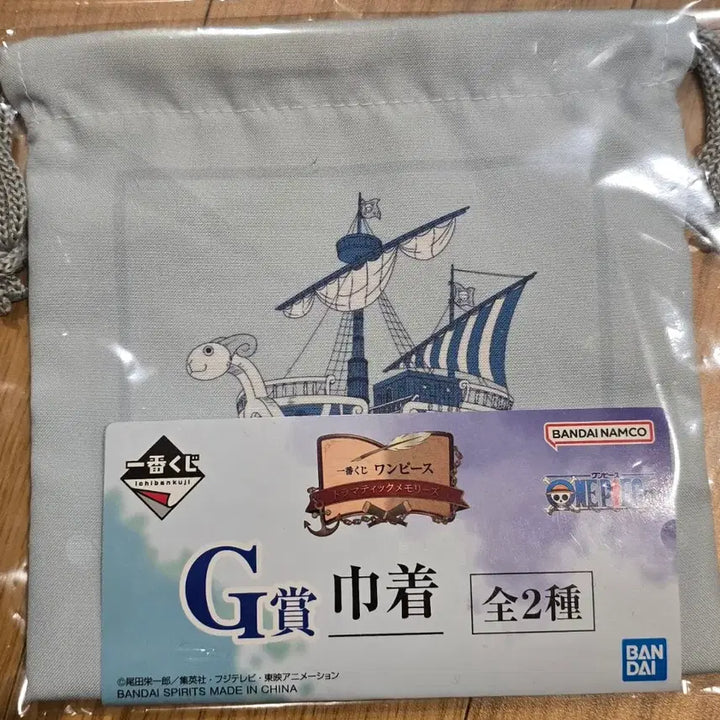 一番くじ
ichibankuji
一番くじ ワンピース
ドラマティックメモリーズ
BANDAI NAMCO
ワンピース
ONE PIECE
G賞 巾着 全2種
©尾田栄一郎/集英社・フジテレビ・東映アニメーション
BANDAI SPIRITS MADE IN CHINA
BAN
DAI